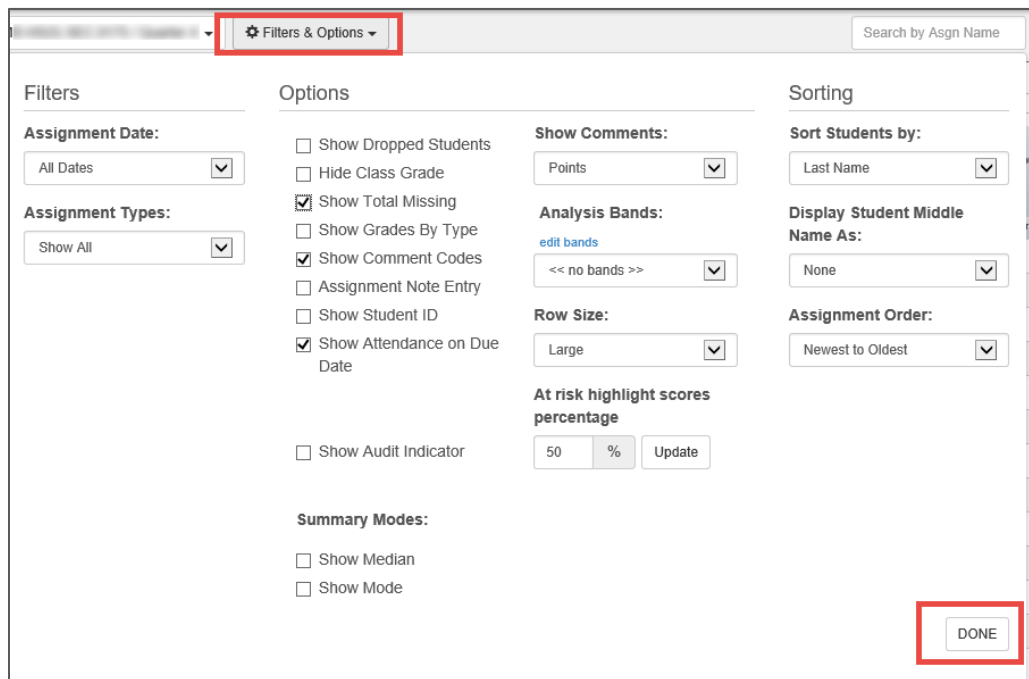 Filters & Options
Search by Asgn Name
Filters
Assignment Date:
All Dates
Assignment Types:
Show All
Options
Show Dropped Students
Hide Class Grade
Show Total Missing
Show Grades By Type
Show Comment Codes
Assignment Note Entry
Show Student ID
Show Attendance on Due
Date
Show Audit Indicator
Summary Modes:
Show Median
Show Mode
Show Comments:
Points
Analysis Bands:
edit bands
<< no bands >>
Row Size:
Large
At risk highlight scores
percentage
50 % Update
Sorting
Sort Students by:
Last Name
Display Student Middle
Name As:
None
Assignment Order:
Newest to Oldest
DONE